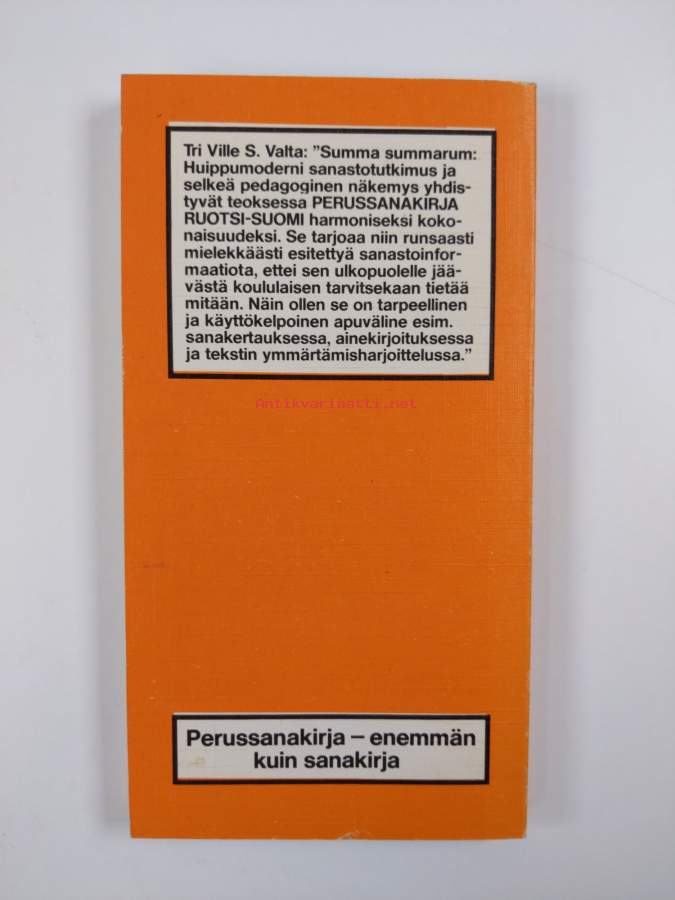 Tri Ville S. Valta: ”Summa summarum:
Huippumoderni sanastotutkimus ja
selkeä pedagoginen näkemys yhdis-
tyvät teoksessa PERUSSANAKIRJA
RUOTSI-SUOMI harmoniseksi koko-
naisuudeksi. Se tarjoaa niin runsaasti
mielekkäästi esitettyä sanastoinfor-
maatiota, ettei sen ulkopuolelle jää-
västä koululaisen tarvitsekaan tietää
mitään. Näin ollen se on tarpeellinen
ja käyttökelpoinen apuväline esim.
sanakertauksessa, ainekirjoituksessa
ja tekstin ymmärtämisharjoittelussa.”
Antikvariaatti.net
Perussanakirja – enemmän
kuin sanakirja